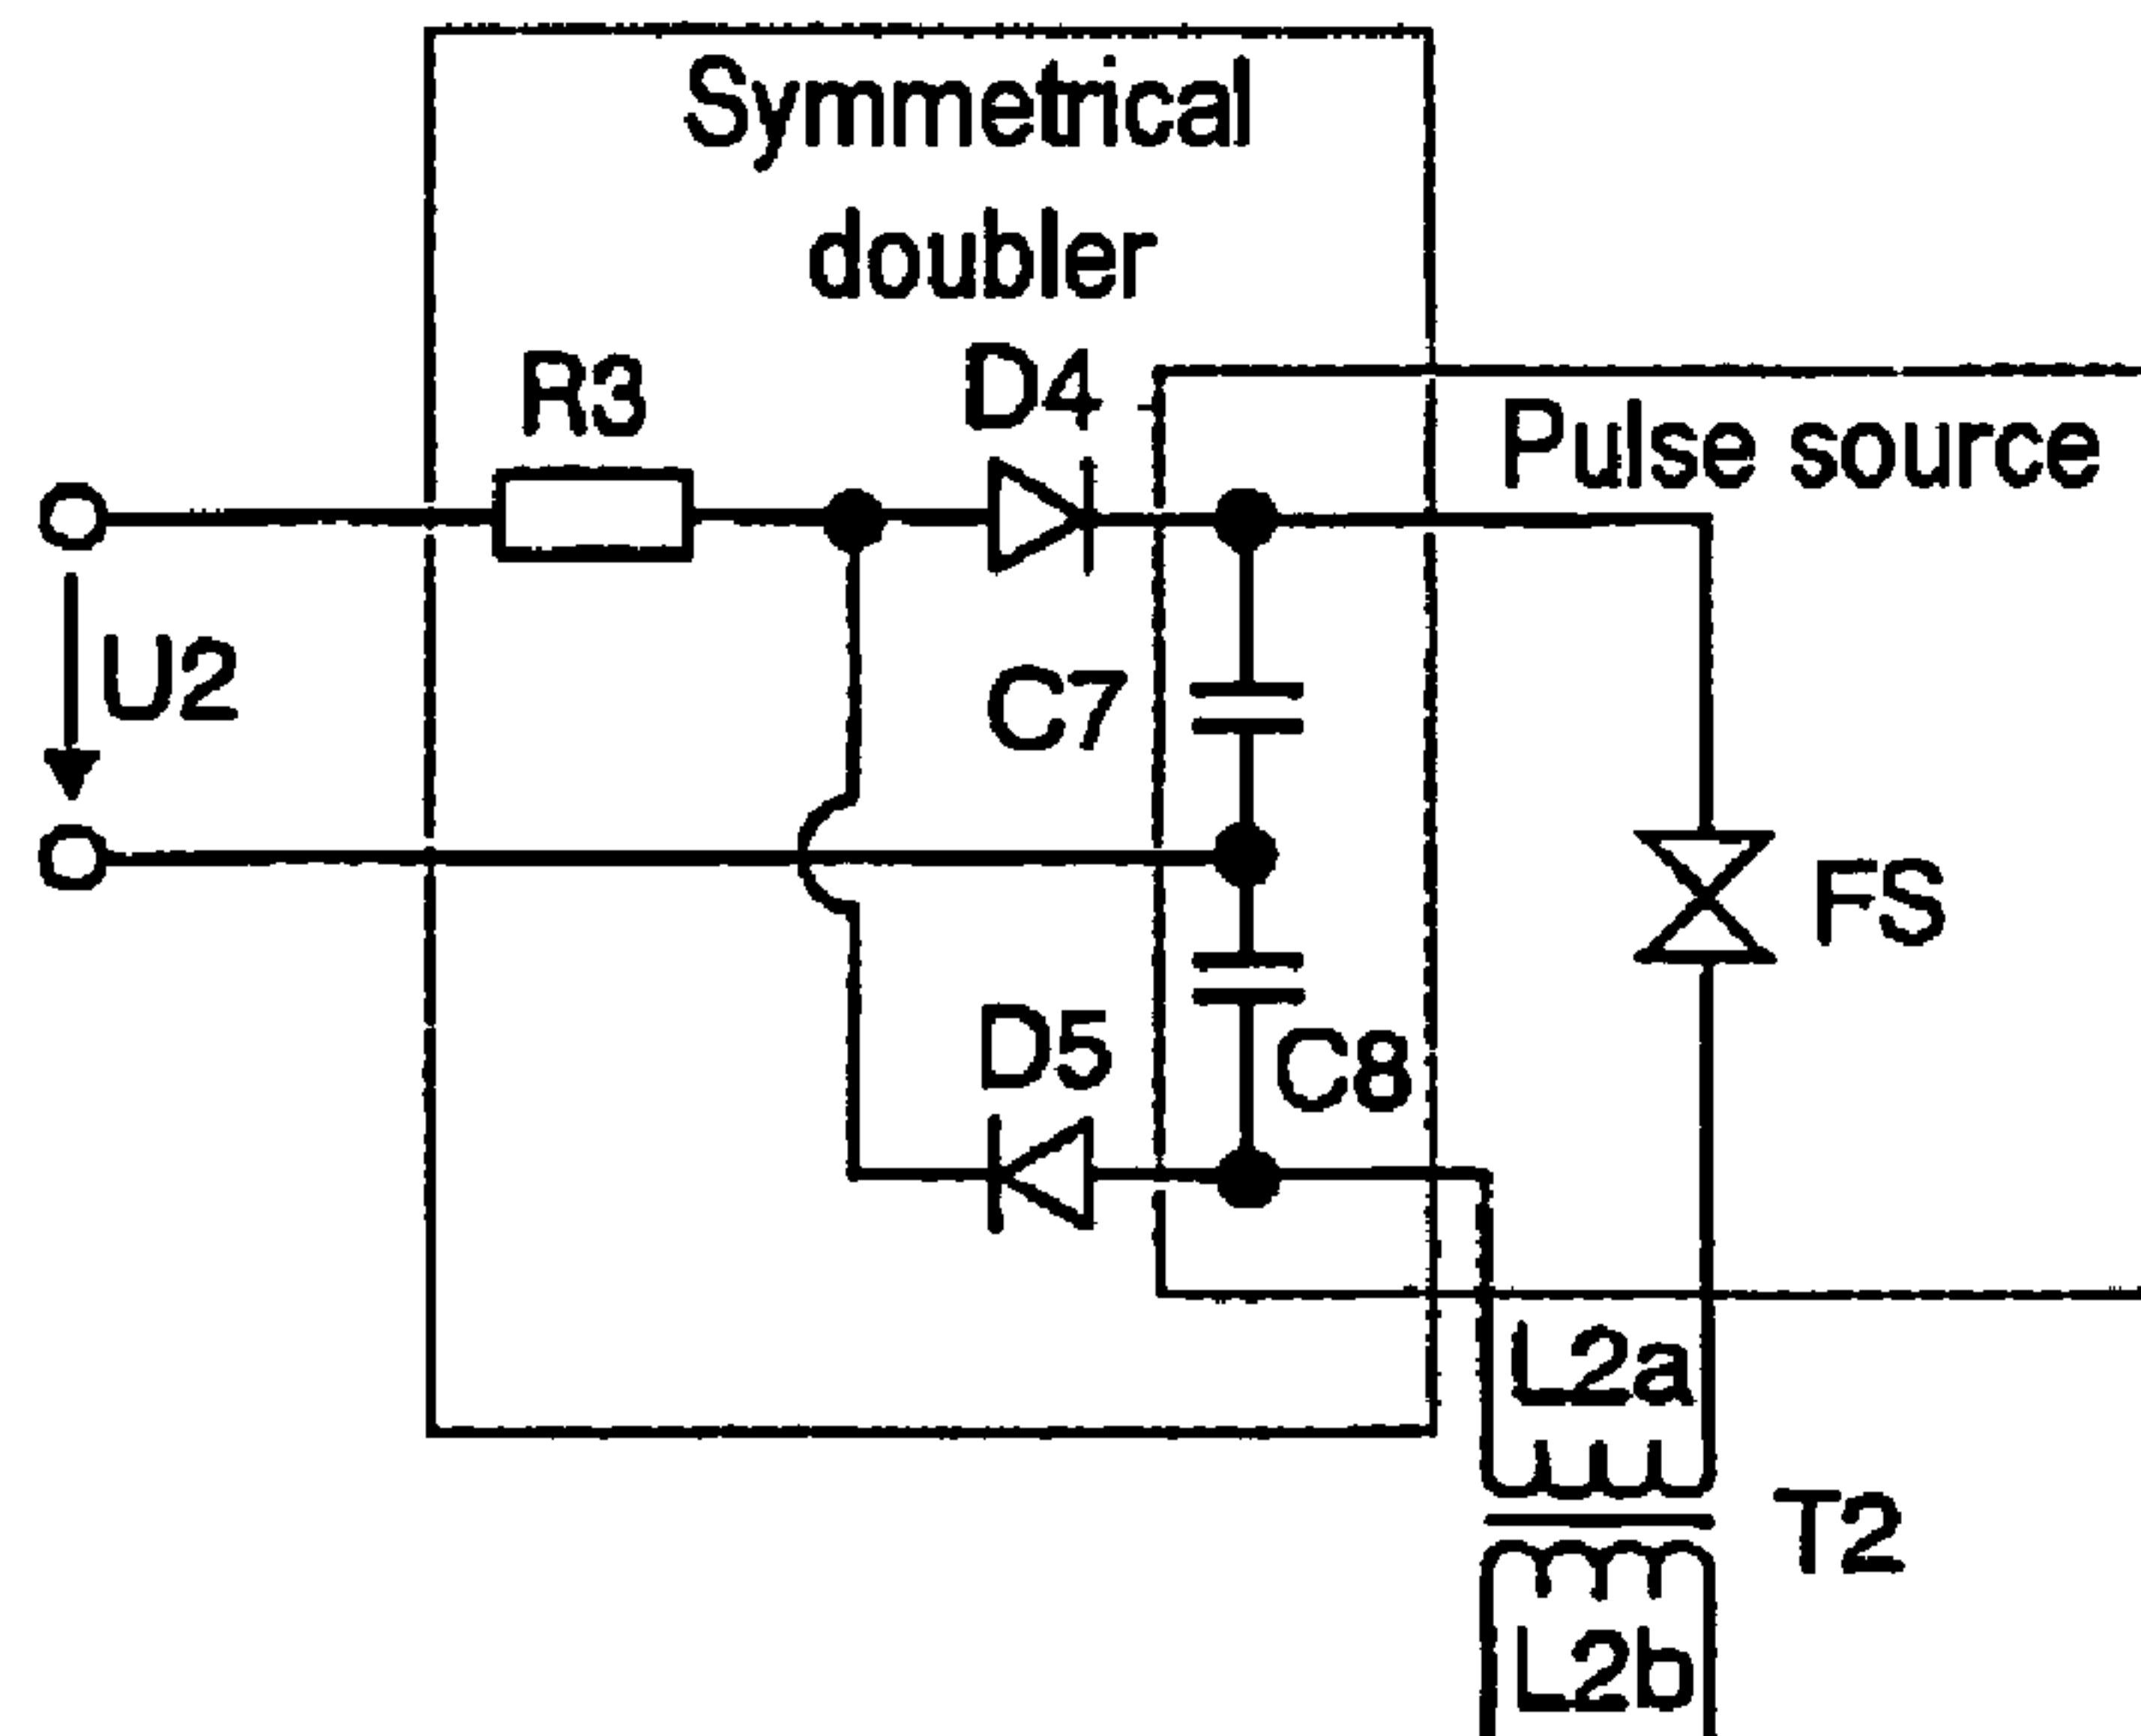 Symmetrical
doubler
R3
D4
Pulse source
U2
C7
FS
D5
C8
L2a
T2
L2b